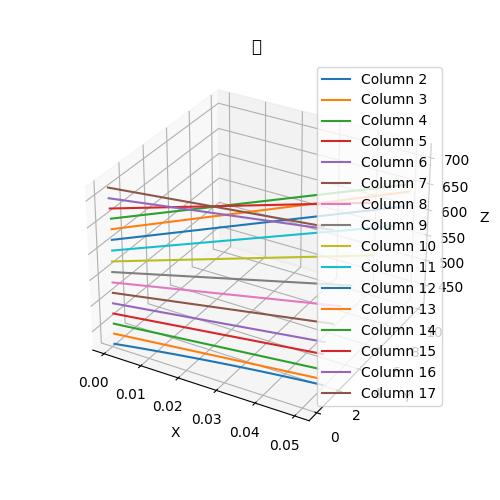 Column 2
Column 3
Column 4
Column 5
Column 6
Column 7
Column 8
Column 9
Column 10
Column 11
Column 12
Column 13
Column 14
Column 15
Column 16
Column 17
700
650
600
550
500
450
Z
0.00
0.01
0.02
0.03
0.04
0.05
X
0
2